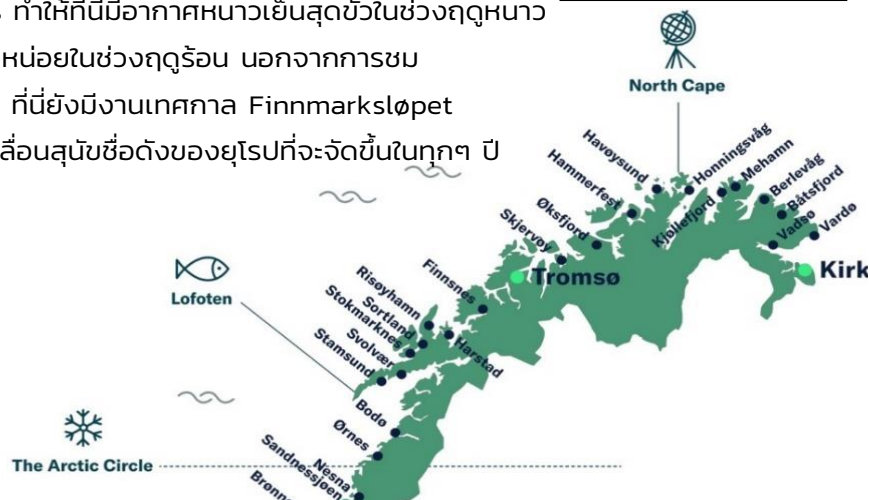 ทำให้ที่นี่มีอากาศหนาวเย็นสุดขั้วในช่วงฤดูหนาว
หน่อยในช่วงฤดูร้อน นอกจากการชม
ที่นี่ยังมีงานเทศกาล Finnmarksløpet
ลื่อนสุนัขชื่อดังของยุโรปที่จะจัดขึ้นในทุกๆ ปี
North Cape
Havøysund
Honningsvåg
Mehamn
Hammerfest
Berlevåg
Båtsfjord
Øksfjord
Kjøllefjord
Vardø
Skjervøy
Vadsø
Tromsø
Kirk
Finnsnes
Lofoten
Risøyhamn
Sortland
Stokmarknes
Harstad
Svolvær
Stamsund
Bodø
Ørnes
The Arctic Circle
Nesna
Sandnessjøen
Brønn